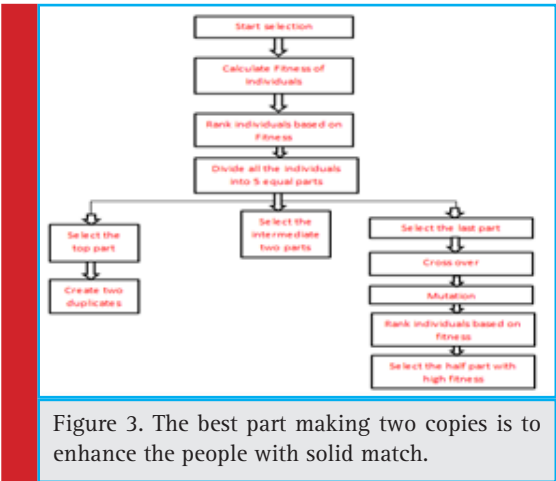 Start selection
Calculate Fitness of
Individuals
Rank individuals based on
Fitness
Divide all the individuals
into 5 equal parts
Select the
top part
Create two
duplicates
Select the
intermediate
two parts
Select the last part
Cross over
Mutation
Rank individuals based on
fitness
Select the half part with
high fitness
Figure 3. The best part making two copies is to
enhance the people with solid match.